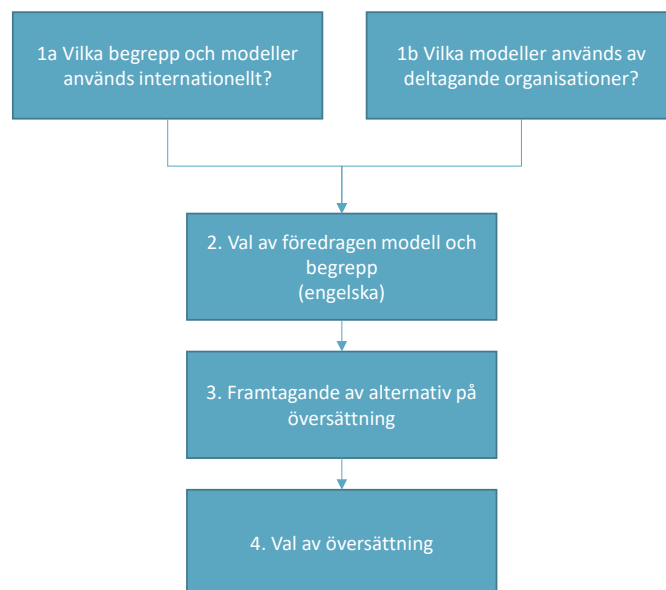 1a Vilka begrepp och modeller
används internationellt?
1b Vilka modeller används av
deltagande organisationer?
2. Val av föredragen modell och
begrepp
(engelska)
3. Framtagande av alternativ på
översättning
4. Val av översättning